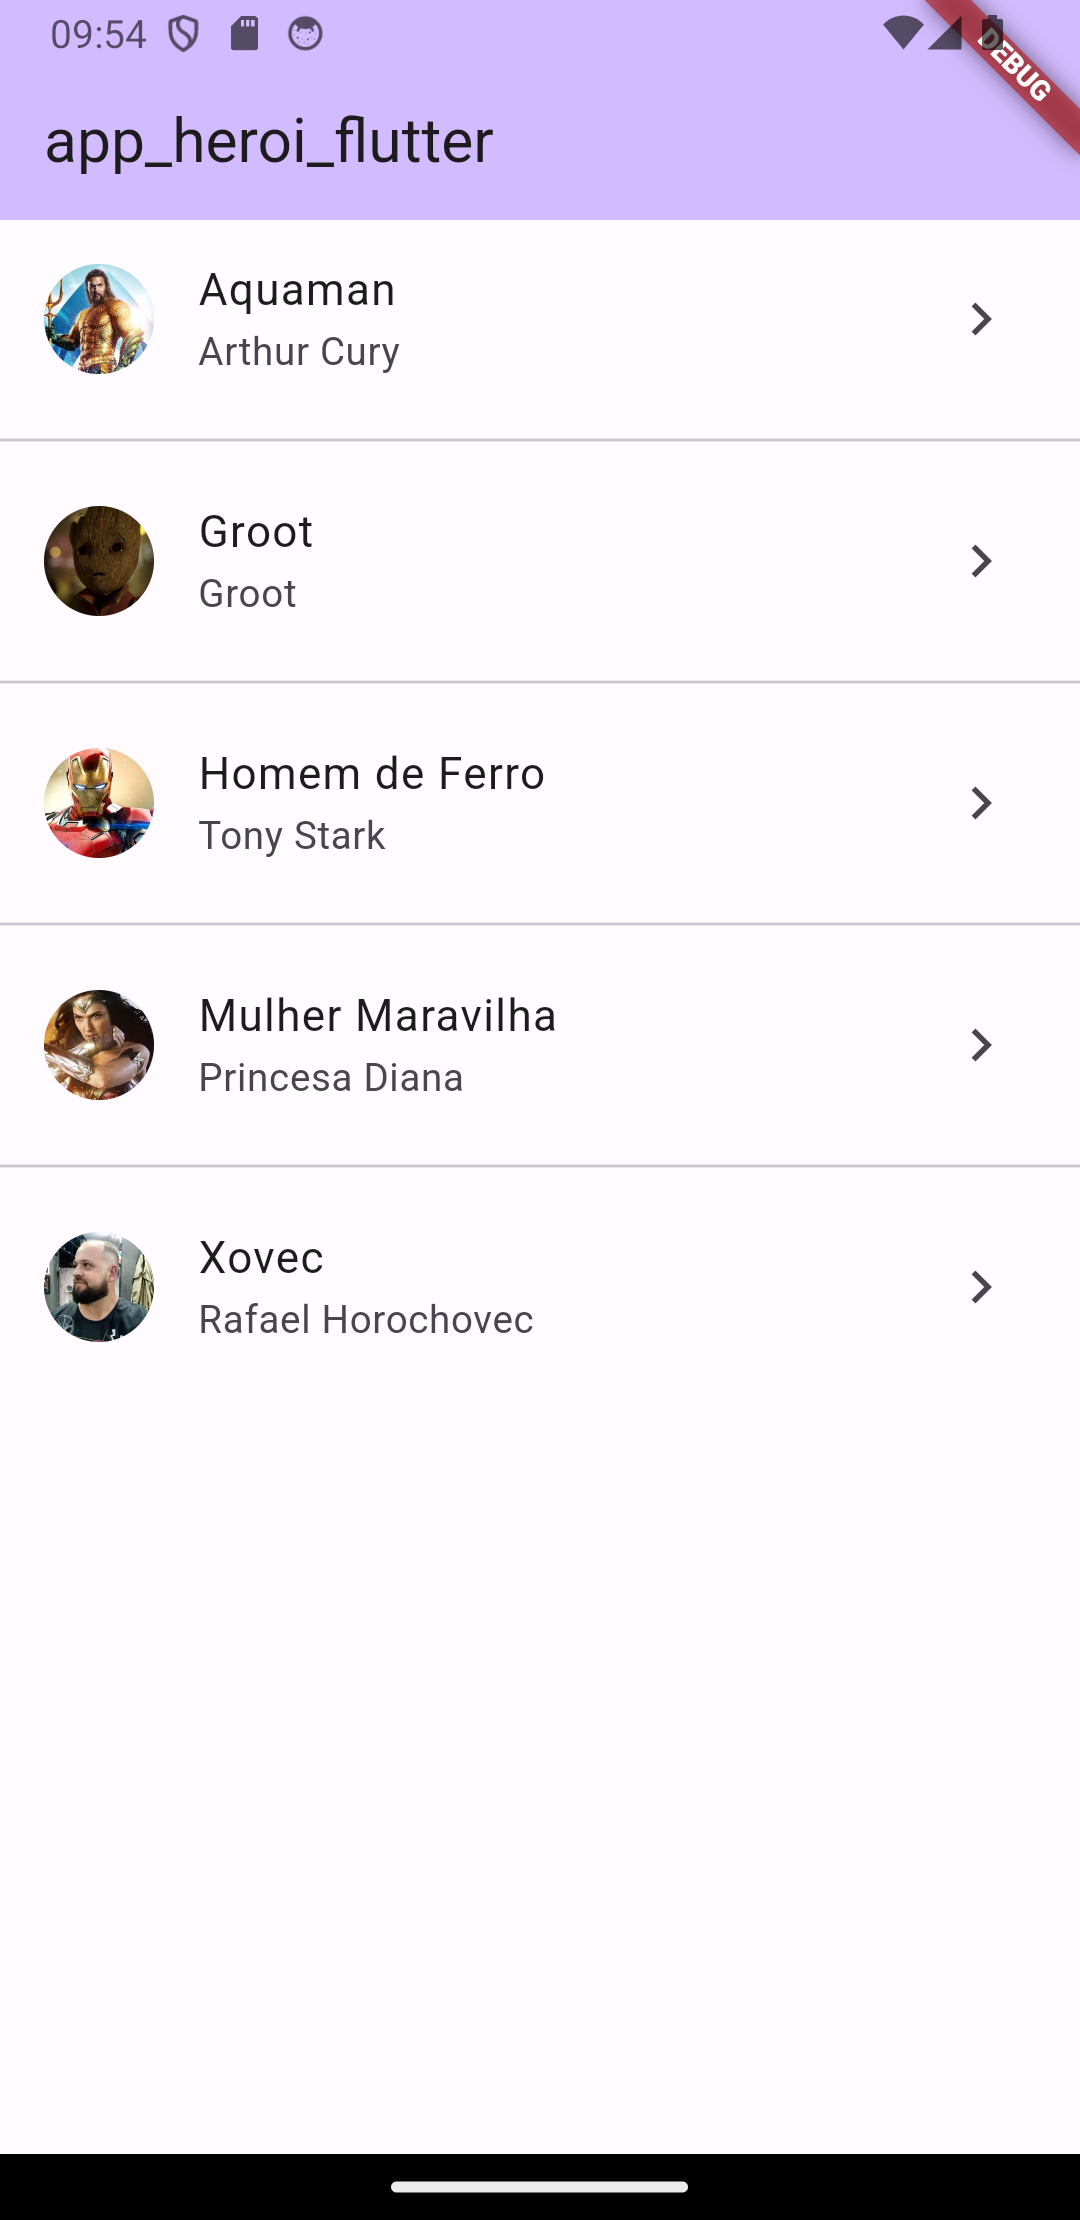 09:54
DEBUG
app_heroi_flutter
Aquaman
Arthur Cury
Groot
Groot
Homem de Ferro
Tony Stark
Mulher Maravilha
Princesa Diana
Xovec
Rafael Horochovec